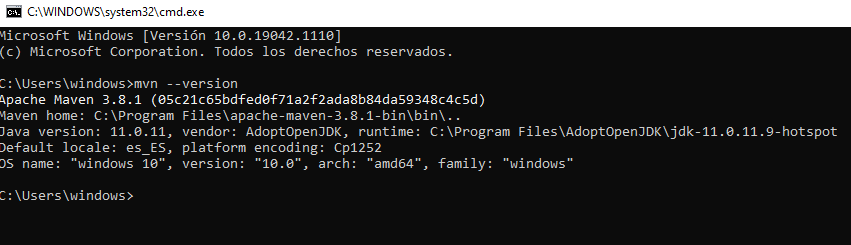 C:\WINDOWS\system32\cmd.exe
Microsoft Windows [Versión 10.0.19042.1110]
(c) Microsoft Corporation. Todos los derechos reservados.
C:\Users\windows>mvn --version
Apache Maven 3.8.1 (05c21c65bdfed0f71a2f2ada8b84da59348c4c5d)
Maven home: C:\Program Files\apache-maven-3.8.1-bin\bin\..
Java version: 11.0.11, vendor: AdoptOpenJDK, runtime: C:\Program Files\AdoptOpenJDK\jdk-11.0.11.9-hotspot
Default locale: es_ES, platform encoding: Cp1252
OS name: "windows 10", version: "10.0", arch: "amd64", family: "windows"
C:\Users\windows>